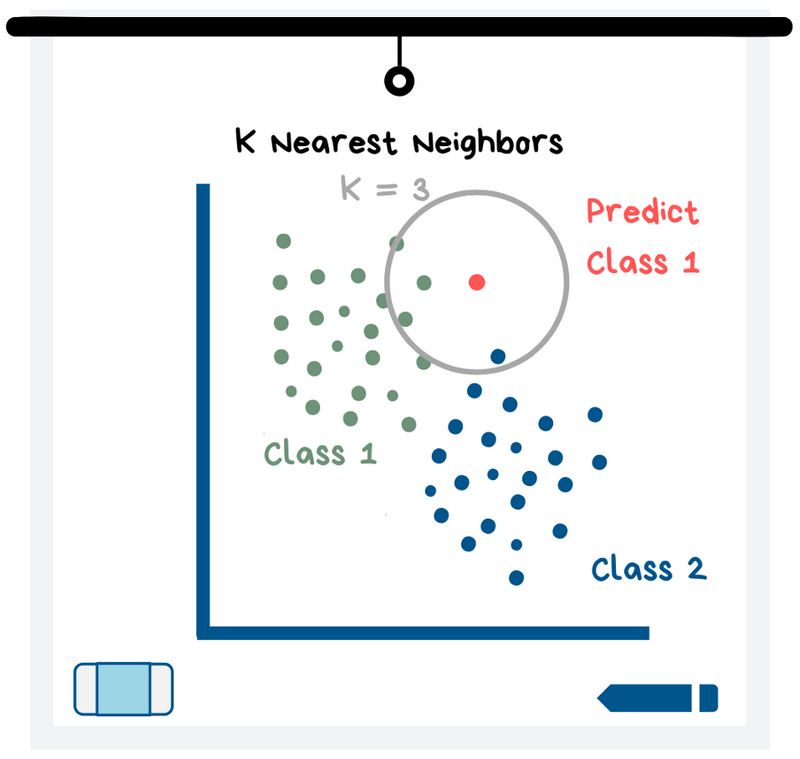 K Nearest Neighbors
K = 3
Predict
Class 1
Class 1
Class 2